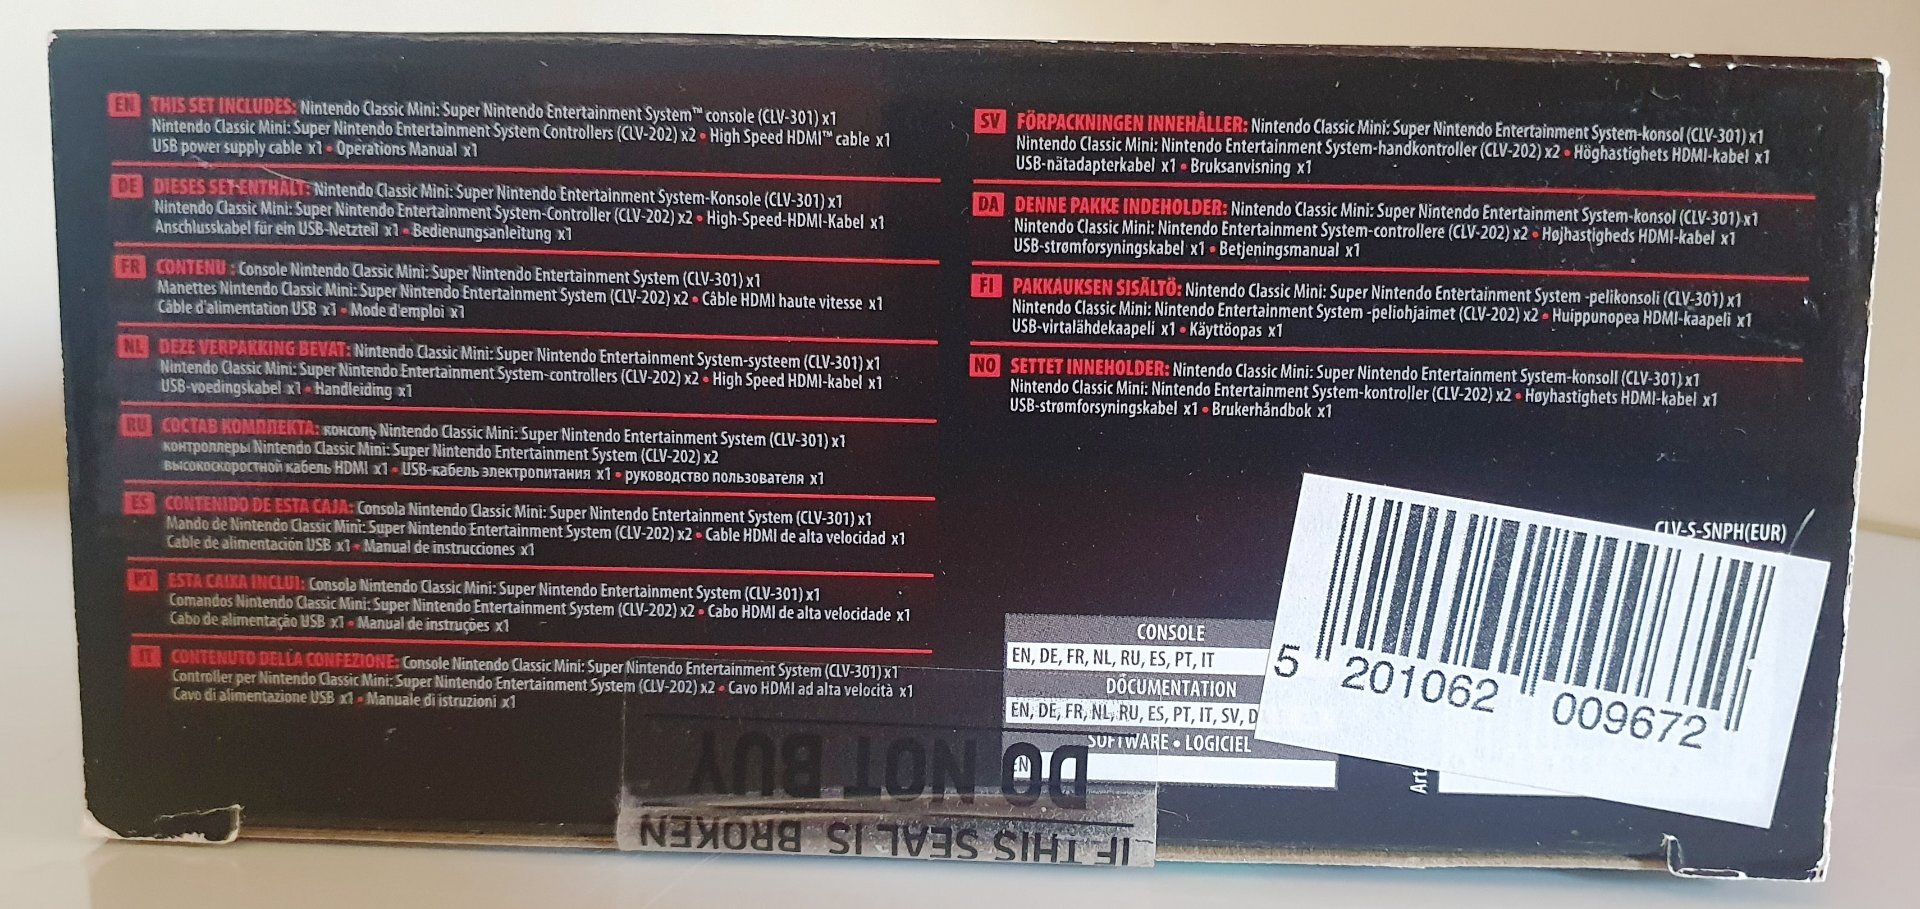 EN THIS SET INCLUDES: Nintendo Classic Mini: Super Nintendo Entertainment System™ console (CLV-301) x1
Nintendo Classic Mini: Super Nintendo Entertainment System Controllers (CLV-202) x2 • High Speed HDMI™ cable x1
USB power supply cable x1 • Operations Manual x1
DE DIESES SET ENTHÄLT: Nintendo Classic Mini: Super Nintendo Entertainment System-Konsole (CLV-301) x1
Nintendo Classic Mini: Super Nintendo Entertainment System-Controller (CLV-202) x2 • High-Speed-HDMI-Kabel x1
Anschlusskabel für ein USB-Netzteil x1 • Bedienungsanleitung x1
FR CONTENU : Console Nintendo Classic Mini: Super Nintendo Entertainment System (CLV-301) x1
Manettes Nintendo Classic Mini: Super Nintendo Entertainment System (CLV-202) x2 • Câble HDMI haute vitesse x1
Câble d'alimentation USB x1 • Mode d'emploi x1
NL DEZE VERPAKKING BEVAT: Nintendo Classic Mini: Super Nintendo Entertainment System-systeem (CLV-301) x1
Nintendo Classic Mini: Super Nintendo Entertainment System-controllers (CLV-202) x2 • High Speed HDMI-kabel x1
USB-voedingskabel x1 • Handleiding x1
RU СОСТАВ КОМПЛЕКТА: консоль Nintendo Classic Mini: Super Nintendo Entertainment System (CLV-301) x1
контроллеры Nintendo Classic Mini: Super Nintendo Entertainment System (CLV-202) x2
высокоскоростной кабель HDMI x1 • USB-кабель электропитания x1 • руководство пользователя x1
ES CONTENIDO DE ESTA CAJA: Consola Nintendo Classic Mini: Super Nintendo Entertainment System (CLV-301) x1
Mando de Nintendo Classic Mini: Super Nintendo Entertainment System (CLV-202) x2 • Cable HDMI de alta velocidad x1
Cable de alimentación USB x1 • Manual de instrucciones x1
PT ESTA CAIXA INCLUI: Consola Nintendo Classic Mini: Super Nintendo Entertainment System (CLV-301) x1
Comandos Nintendo Classic Mini: Super Nintendo Entertainment System (CLV-202) x2 • Cabo HDMI de alta velocidade x1
Cabo de alimentação USB x1 • Manual de instruções x1
IT CONTENUTO DELLA CONFEZIONE: Console Nintendo Classic Mini: Super Nintendo Entertainment System (CLV-301) x1
Controller per Nintendo Classic Mini: Super Nintendo Entertainment System (CLV-202) x2 • Cavo HDMI ad alta velocità x1
Cavo di alimentazione USB x1 • Manuale di istruzioni x1
SV FÖRPACKNINGEN INNEHÅLLER: Nintendo Classic Mini: Super Nintendo Entertainment System-konsol (CLV-301) x1
Nintendo Classic Mini: Nintendo Entertainment System-handkontroller (CLV-202) x2 • Höghastighets HDMI-kabel x1
USB-nätadapterkabel x1 • Bruksanvisning x1
DA DENNE PAKKE INDEHOLDER: Nintendo Classic Mini: Super Nintendo Entertainment System-konsol (CLV-301) x1
Nintendo Classic Mini: Nintendo Entertainment System-controllere (CLV-202) x2 • Højhastigheds HDMI-kabel x1
USB-strømforsyningskabel x1 • Betjeningsmanual x1
FI PAKKAUKSEN SISÄLTÖ: Nintendo Classic Mini: Super Nintendo Entertainment System -pelikonsoli (CLV-301) x1
Nintendo Classic Mini: Nintendo Entertainment System -peliohjaimet (CLV-202) x2 • Huippunopea HDMI-kaapeli x1
USB-virtalähdekaapeli x1 • Käyttöopas x1
NO SETTET INNEHOLDER: Nintendo Classic Mini: Super Nintendo Entertainment System-konsoll (CLV-301) x1
Nintendo Classic Mini: Nintendo Entertainment System-kontroller (CLV-202) x2 • Høyhastighets HDMI-kabel x1
USB-strømforsyningskabel x1 • Brukerhåndbok x1
CLV-S-SNPH(EUR)
CONSOLE
EN, DE, FR, NL, RU, ES, PT, IT
DOCUMENTATION
EN, DE, FR, NL, RU, ES, PT, IT, SV, D
SOFTWARE • LOGICIEL
EN
Art
5 201062 009672
IF THIS SEAL IS BROKEN
DO NOT BUY